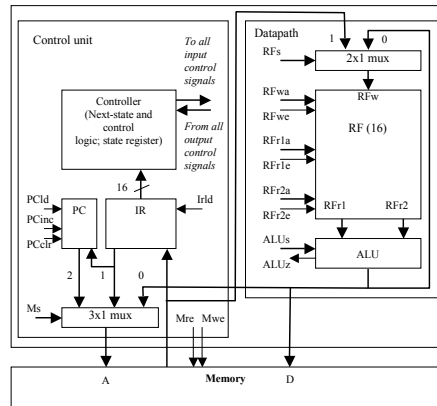 Control unit
To all
input
control
signals
Controller
(Next-state and
control
logic; state register)
From all
output
control
signals
16
PCld
PCinc
PCclr
PC
IR
Irld
2
1
0
Ms
3x1 mux
Mre
Mwe
Datapath
1
0
RFs
2x1 mux
RFwa
RFwe
RFw
RF (16)
RFr1a
RFr1e
RFr2a
RFr2e
RFr1
RFr2
ALUs
ALUz
ALU
A
Memory
D